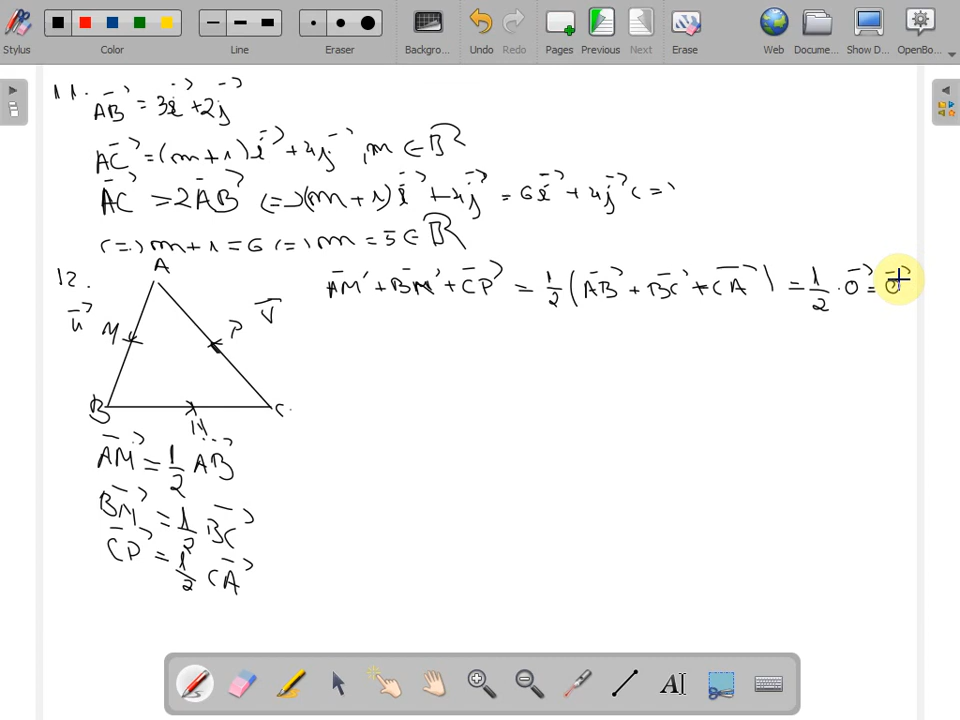 Stylus
Color
Line
Eraser
Backgro...
Undo
Redo
Pages
Previous
Next
Erase
Web
Docume...
Show D...
OpenBo...
11. AB = 3i + 2j
AC = (m+1)i + 4j, m ∈ R
AC = 2AB <=> (m+1)i + 4j = 6i + 4j <=>
<=> m+1 = 6 <=> m = 5 ∈ R
12.
A
AM + BM + CP = 1/2 (AB + BC + CA) = 1/2 · 0 = 0
M
P
B
C
N
AM = 1/2 AB
BM = 1/2 BC
CP = 1/2 CA
A